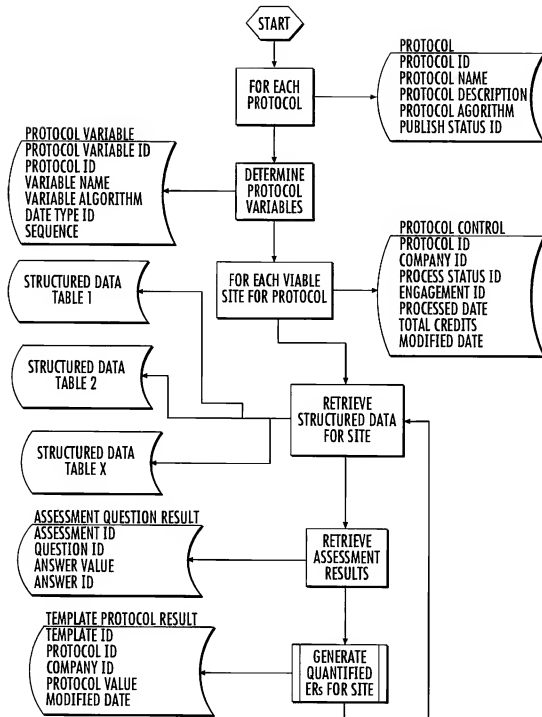 START
FOR EACH
PROTOCOL
PROTOCOL
PROTOCOL ID
PROTOCOL NAME
PROTOCOL DESCRIPTION
PROTOCOL AGORITHM
PUBLISH STATUS ID
PROTOCOL VARIABLE
PROTOCOL VARIABLE ID
PROTOCOL ID
VARIABLE NAME
VARIABLE ALGORITHM
DATE TYPE ID
SEQUENCE
DETERMINE
PROTOCOL
VARIABLES
PROTOCOL CONTROL
PROTOCOL ID
COMPANY ID
PROCESS STATUS ID
ENGAGEMENT ID
PROCESSED DATE
TOTAL CREDITS
MODIFIED DATE
FOR EACH VIABLE
SITE FOR PROTOCOL
STRUCTURED DATA
TABLE 1
STRUCTURED DATA
TABLE 2
STRUCTURED DATA
TABLE X
RETRIEVE
STRUCTURED DATA
FOR SITE
ASSESSMENT QUESTION RESULT
ASSESSMENT ID
QUESTION ID
ANSWER VALUE
ANSWER ID
RETRIEVE
ASSESSMENT
RESULTS
TEMPLATE PROTOCOL RESULT
TEMPLATE ID
PROTOCOL ID
COMPANY ID
PROTOCOL VALUE
MODIFIED DATE
GENERATE
QUANTIFIED
ERs FOR SITE